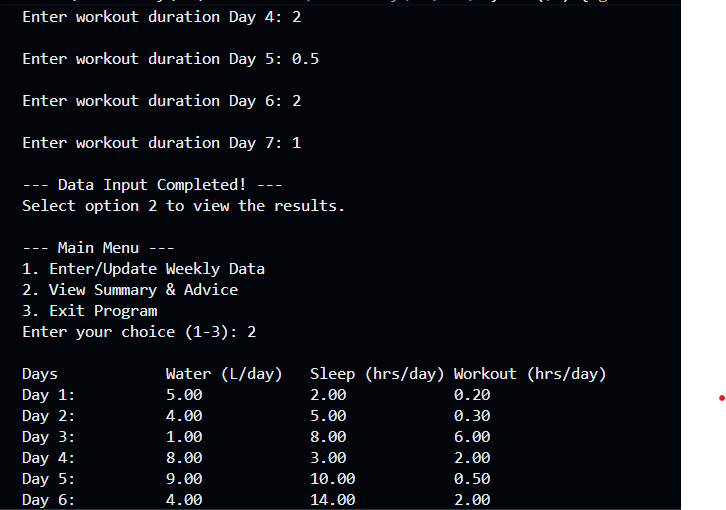 Enter workout duration Day 4: 2
Enter workout duration Day 5: 0.5
Enter workout duration Day 6: 2
Enter workout duration Day 7: 1
--- Data Input Completed! ---
Select option 2 to view the results.
--- Main Menu ---
1. Enter/Update Weekly Data
2. View Summary & Advice
3. Exit Program
Enter your choice (1-3): 2
Days Water (L/day) Sleep (hrs/day) Workout (hrs/day)
Day 1: 5.00 2.00 0.20
Day 2: 4.00 5.00 0.30
Day 3: 1.00 8.00 6.00
Day 4: 8.00 3.00 2.00
Day 5: 9.00 10.00 0.50
Day 6: 4.00 14.00 2.00